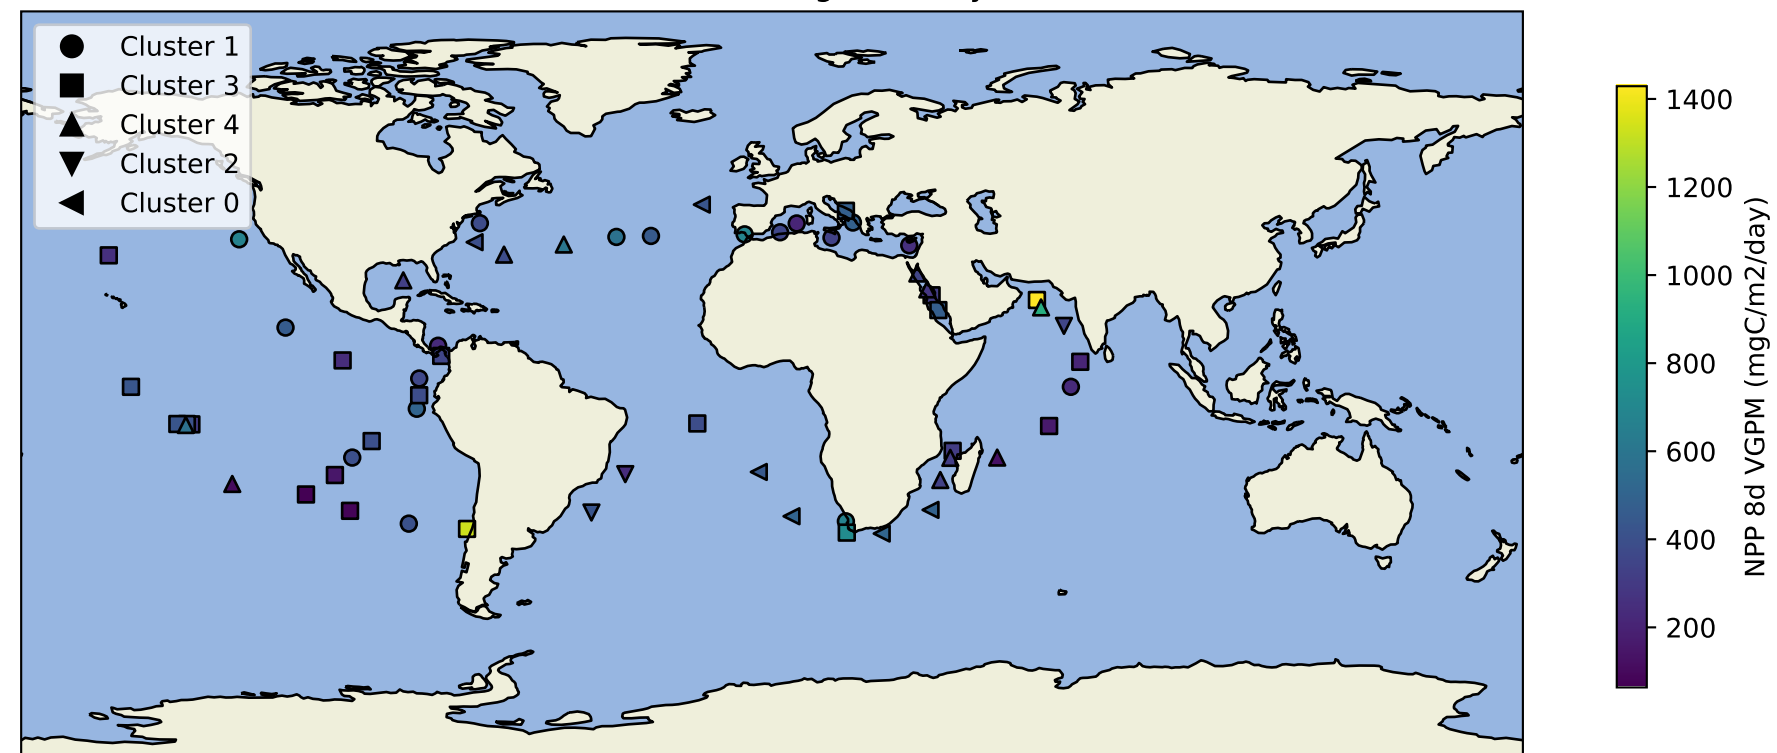 Cluster 1
Cluster 3
Cluster 4
Cluster 2
Cluster 0
1400
1200
1000
800
600
400
200
NPP 8d VGPM (mgC/m2/day)